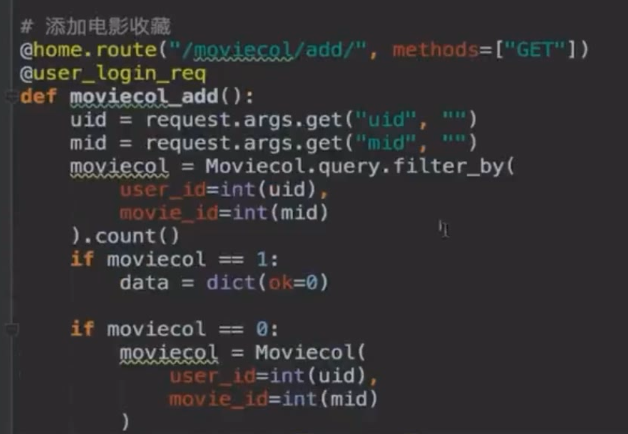 # 添加电影收藏
@home.route("/moviecol/add/", methods=["GET"])
@user_login_req
def moviecol_add():
    uid = request.args.get("uid", "")
    mid = request.args.get("mid", "")
    moviecol = Moviecol.query.filter_by(
        user_id=int(uid),
        movie_id=int(mid)
    ).count()
    if moviecol == 1:
        data = dict(ok=0)

    if moviecol == 0:
        moviecol = Moviecol(
            user_id=int(uid),
            movie_id=int(mid)
        )